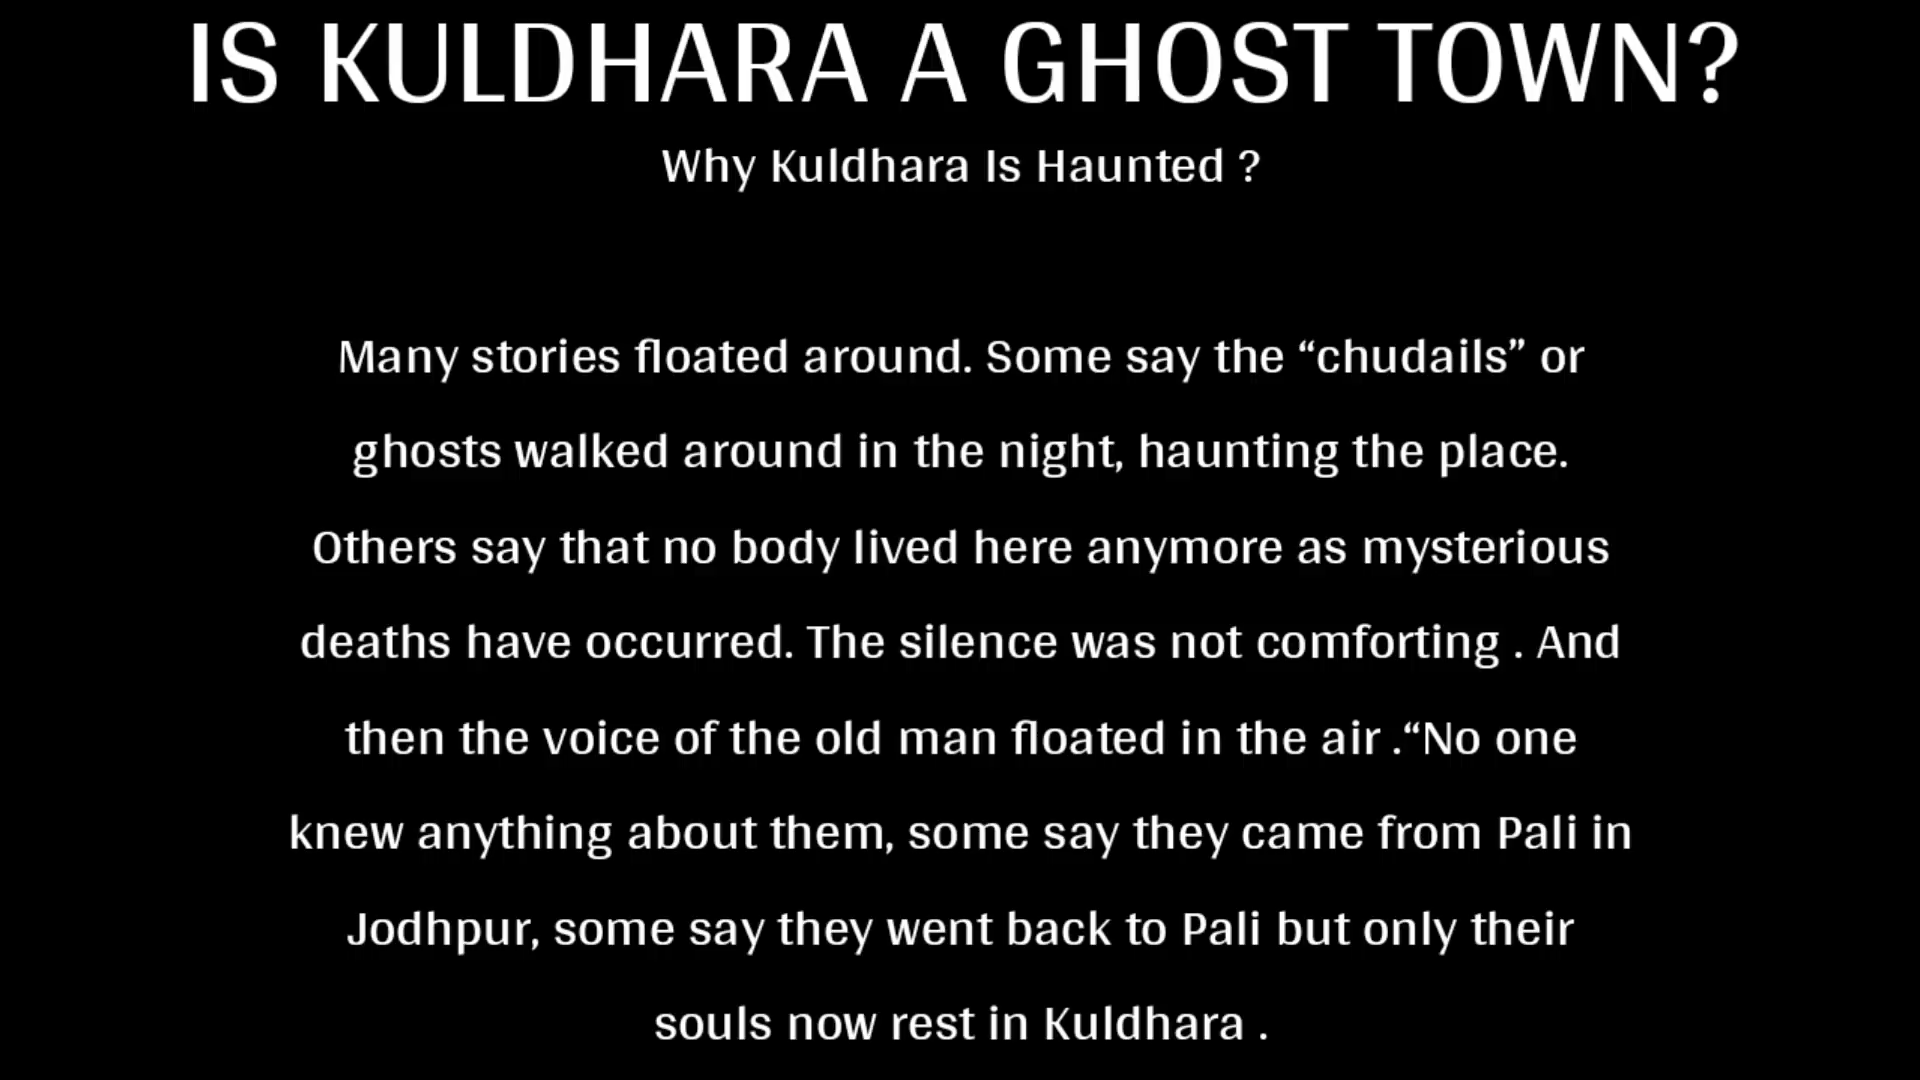 IS KULDHARA A GHOST TOWN?
Why Kuldhara Is Haunted ?
Many stories floated around. Some say the “chudails” or
ghosts walked around in the night, haunting the place.
Others say that no body lived here anymore as mysterious
deaths have occurred. The silence was not comforting . And
then the voice of the old man floated in the air .“No one
knew anything about them, some say they came from Pali in
Jodhpur, some say they went back to Pali but only their
souls now rest in Kuldhara .